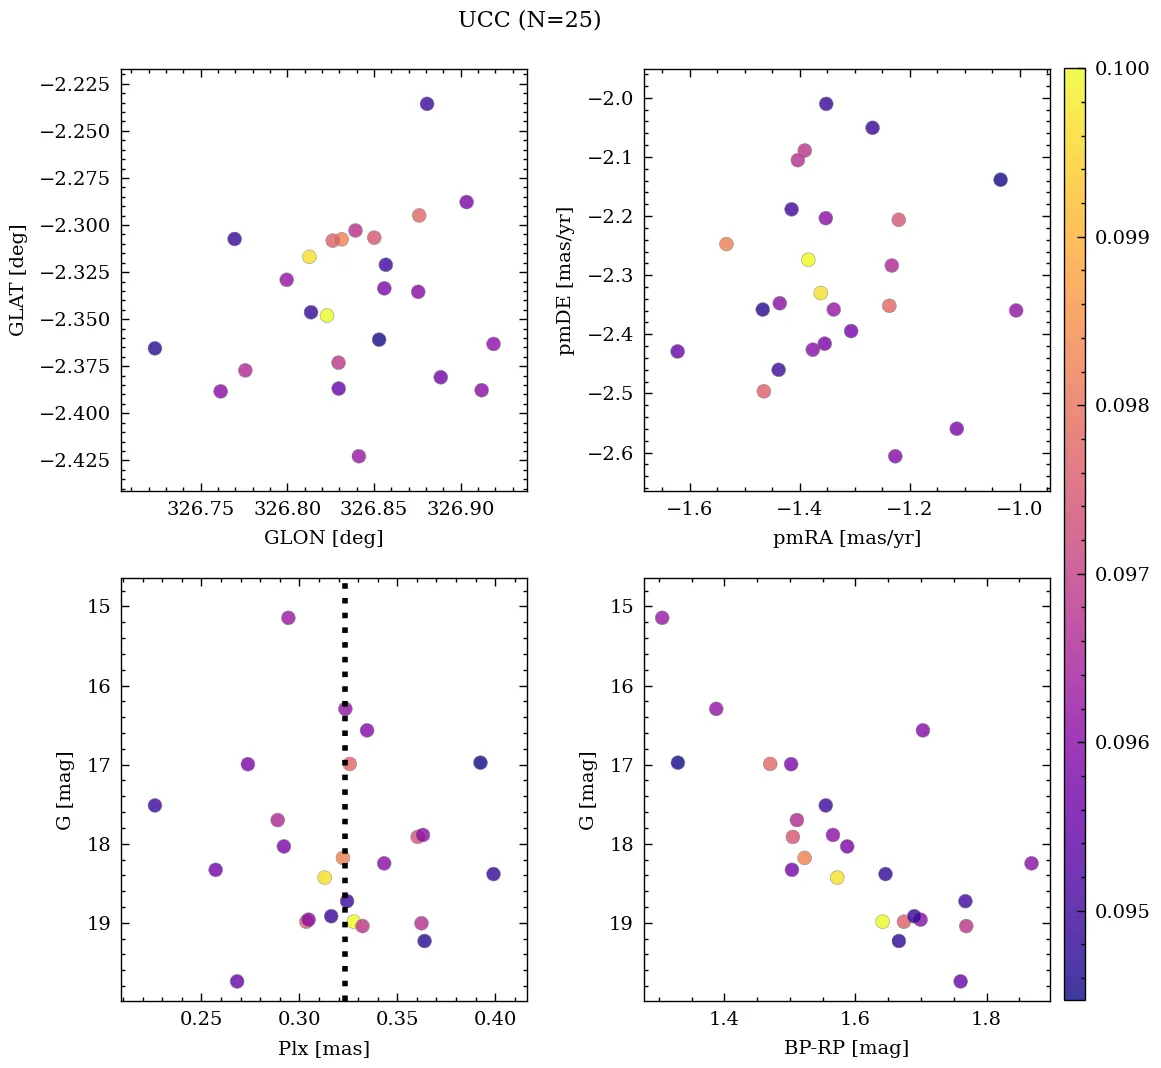 UCC (N=25)
−2.225
−2.250
−2.275
−2.300
−2.325
−2.350
−2.375
−2.400
−2.425
GLAT [deg]
326.75 326.80 326.85 326.90
GLON [deg]
−2.0
−2.1
−2.2
−2.3
−2.4
−2.5
−2.6
pmDE [mas/yr]
−1.6 −1.4 −1.2 −1.0
pmRA [mas/yr]
15
16
17
18
19
G [mag]
0.25 0.30 0.35 0.40
Plx [mas]
15
16
17
18
19
G [mag]
1.4 1.6 1.8
BP-RP [mag]
0.100
0.099
0.098
0.097
0.096
0.095